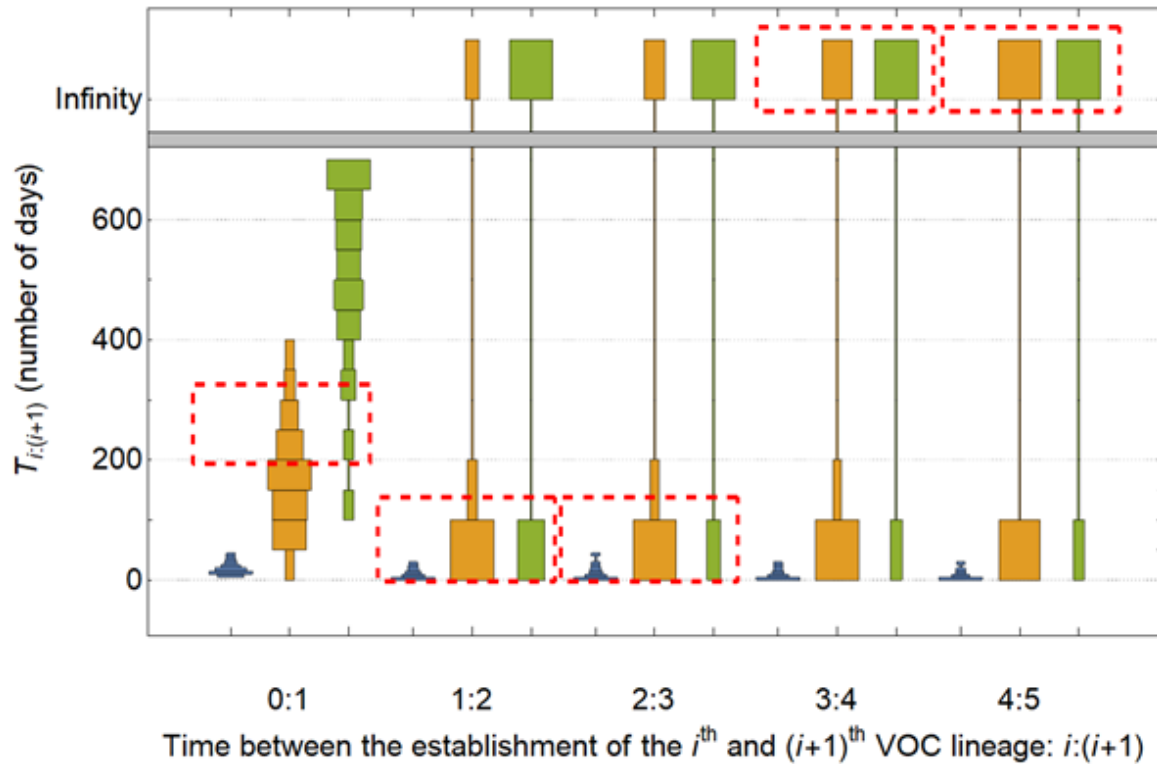 Infinity
600
400
200
0
T i:(i+1) (number of days)
0:1 1:2 2:3 3:4 4:5
Time between the establishment of the i th and (i+1) th VOC lineage: i:(i+1)